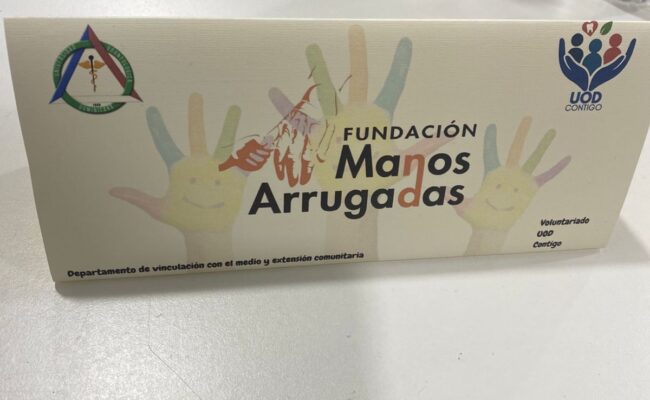 UOD
CONTIGO
FUNDACIÓN
Manos
Arrugadas
Voluntariado
UOD
Contigo
Departamento de vinculación con el medio y extensión comunitaria